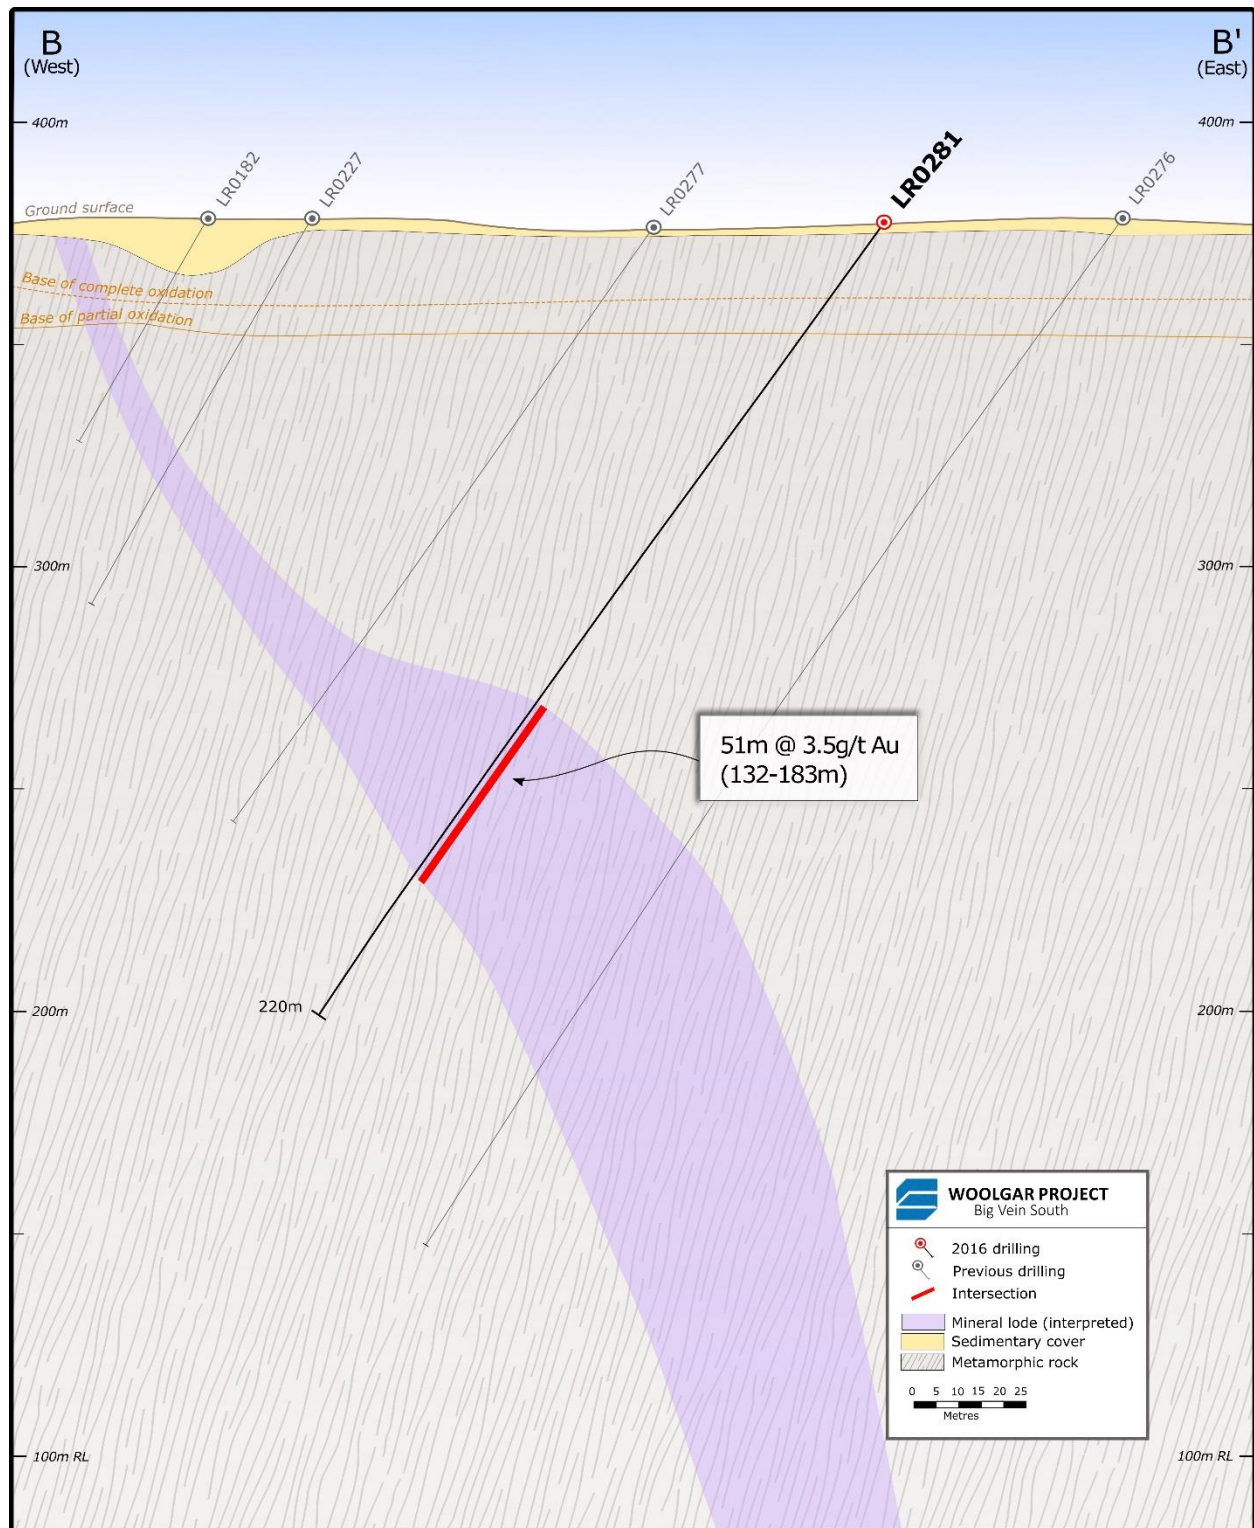 B
(West)
B'
(East)
400m
400m
LR0182
LR0227
LR0277
LR0281
LR0276
Ground surface
Base of complete oxidation
Base of partial oxidation
300m
300m
51m @ 3.5g/t Au
(132-183m)
220m
200m
200m
WOOLGAR PROJECT
Big Vein South
2016 drilling
Previous drilling
Intersection
Mineral lode (interpreted)
Sedimentary cover
Metamorphic rock
0 5 10 15 20 25
Metres
100m RL
100m RL